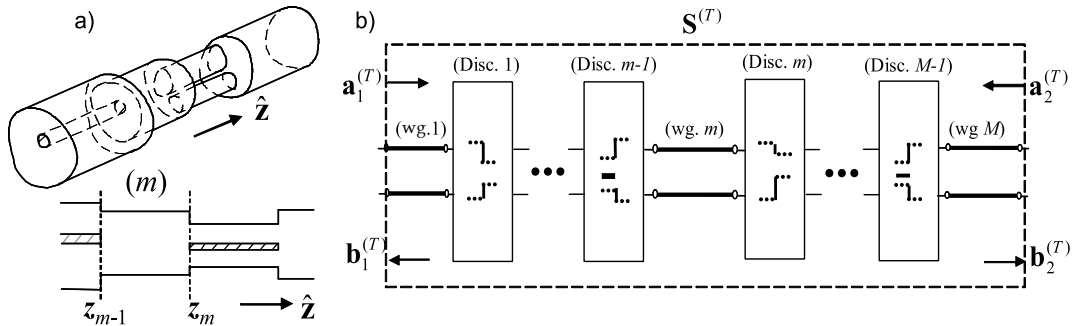 a)
ẑ
(m)
z_{m-1}
z_m
ẑ
b)
S^{(T)}
a_1^{(T)}
(Disc. 1)
(Disc. m-1)
(Disc. m)
(Disc. M-1)
a_2^{(T)}
(wg.1)
(wg. m)
(wg M)
b_1^{(T)}
b_2^{(T)}